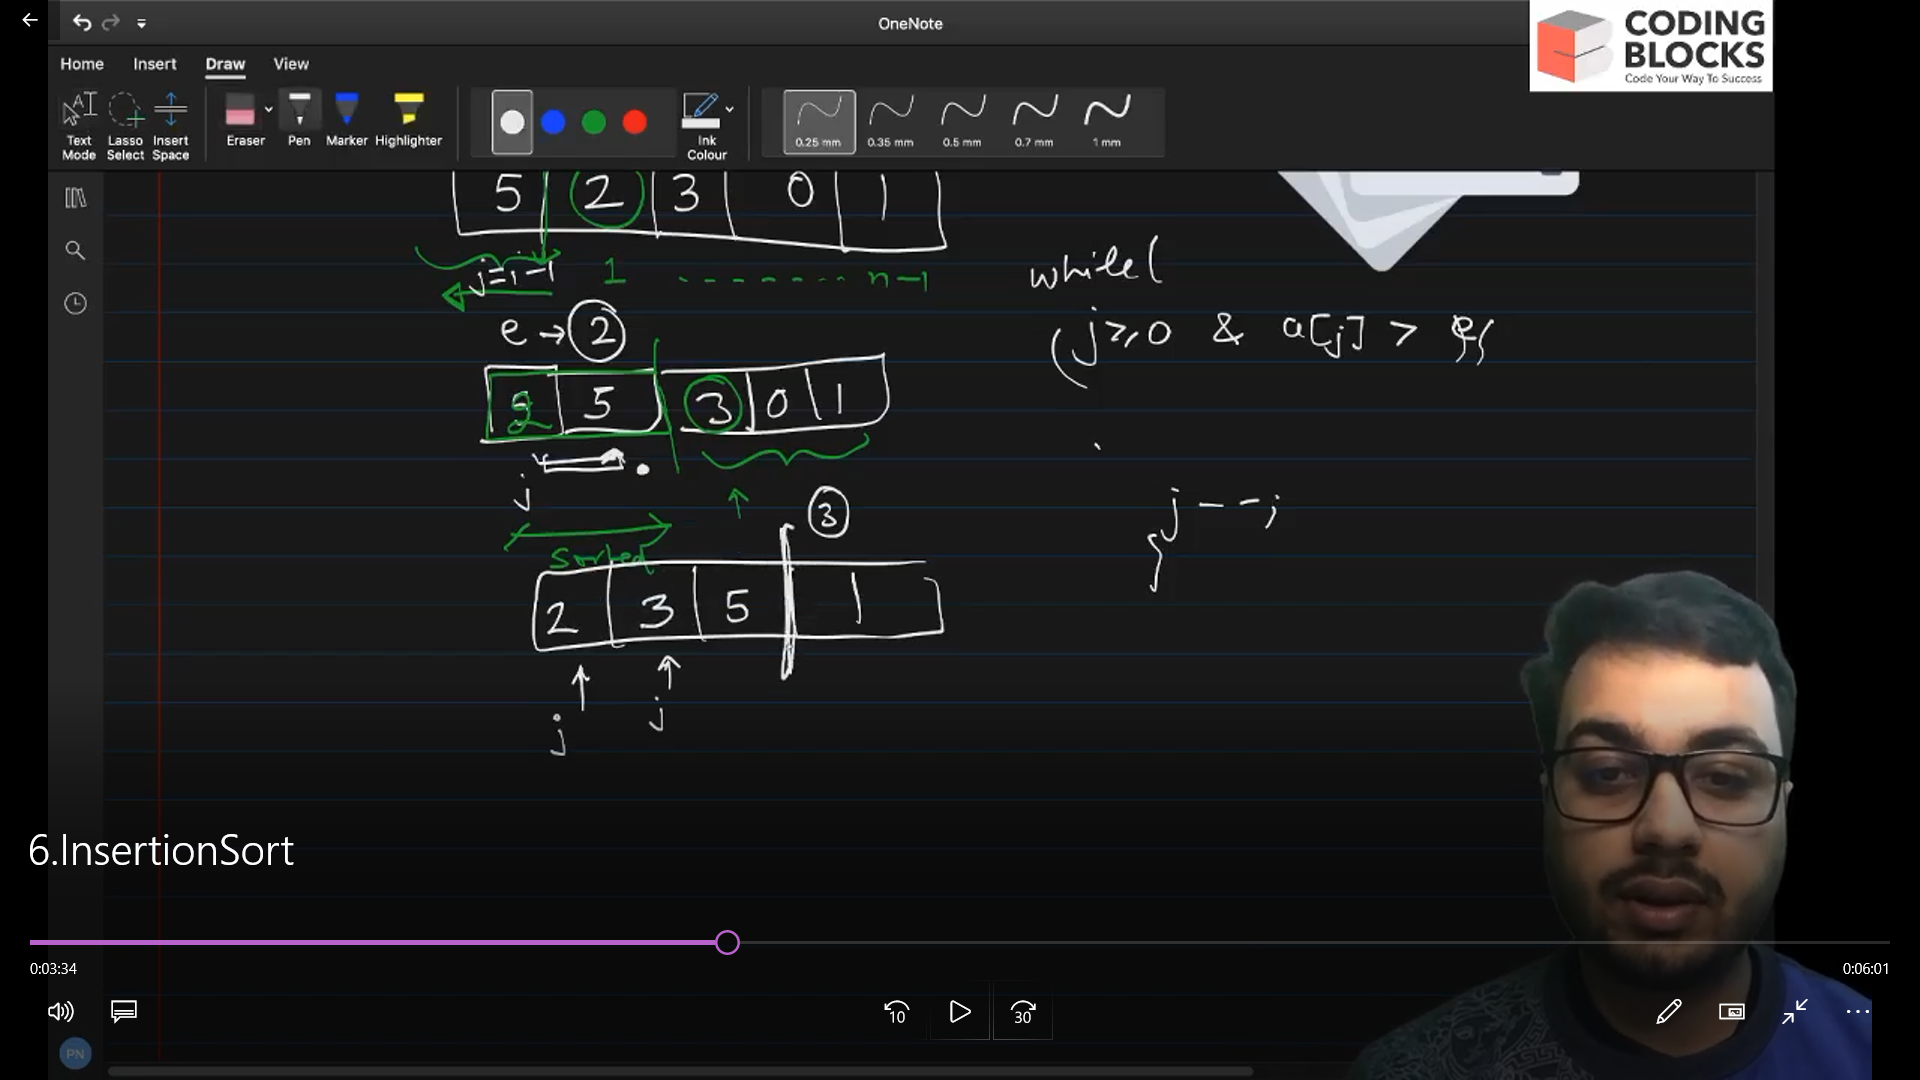 OneNote
CODING
BLOCKS
Code Your Way To Success
Home Insert Draw View
Text Mode
Lasso Select
Insert Space
Eraser
Pen
Marker
Highlighter
Ink Colour
0.25 mm
0.35 mm
0.5 mm
0.7 mm
1 mm
5 2 3 0 1
j=i-1 1 - - - - - - - n-1
e → 2
2 5 3 0 1
j
sorted
3
2 3 5 1
j j
while(
(j≥0 & a[j] > e)
j--;
}
6.InsertionSort
0:03:34
0:06:01
10
30
PN